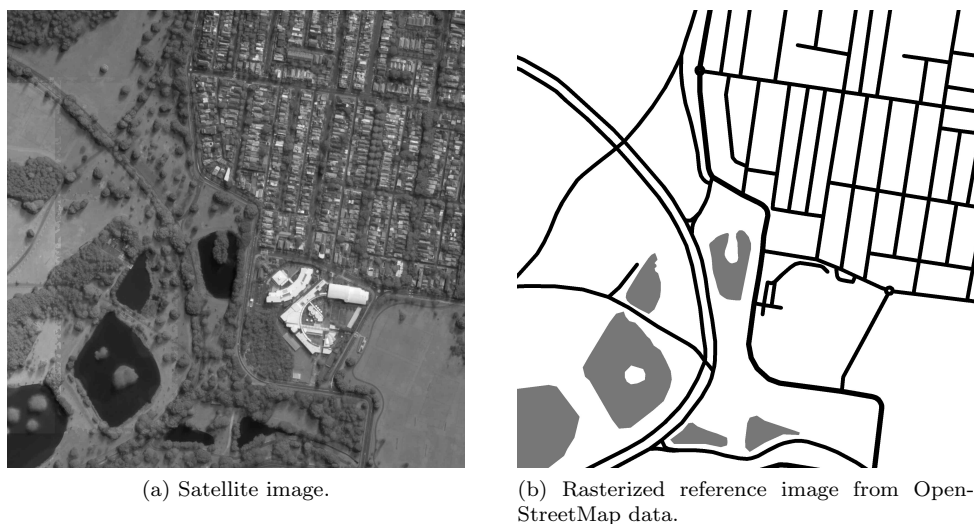 (a) Satellite image.
(b) Rasterized reference image from Open-
StreetMap data.